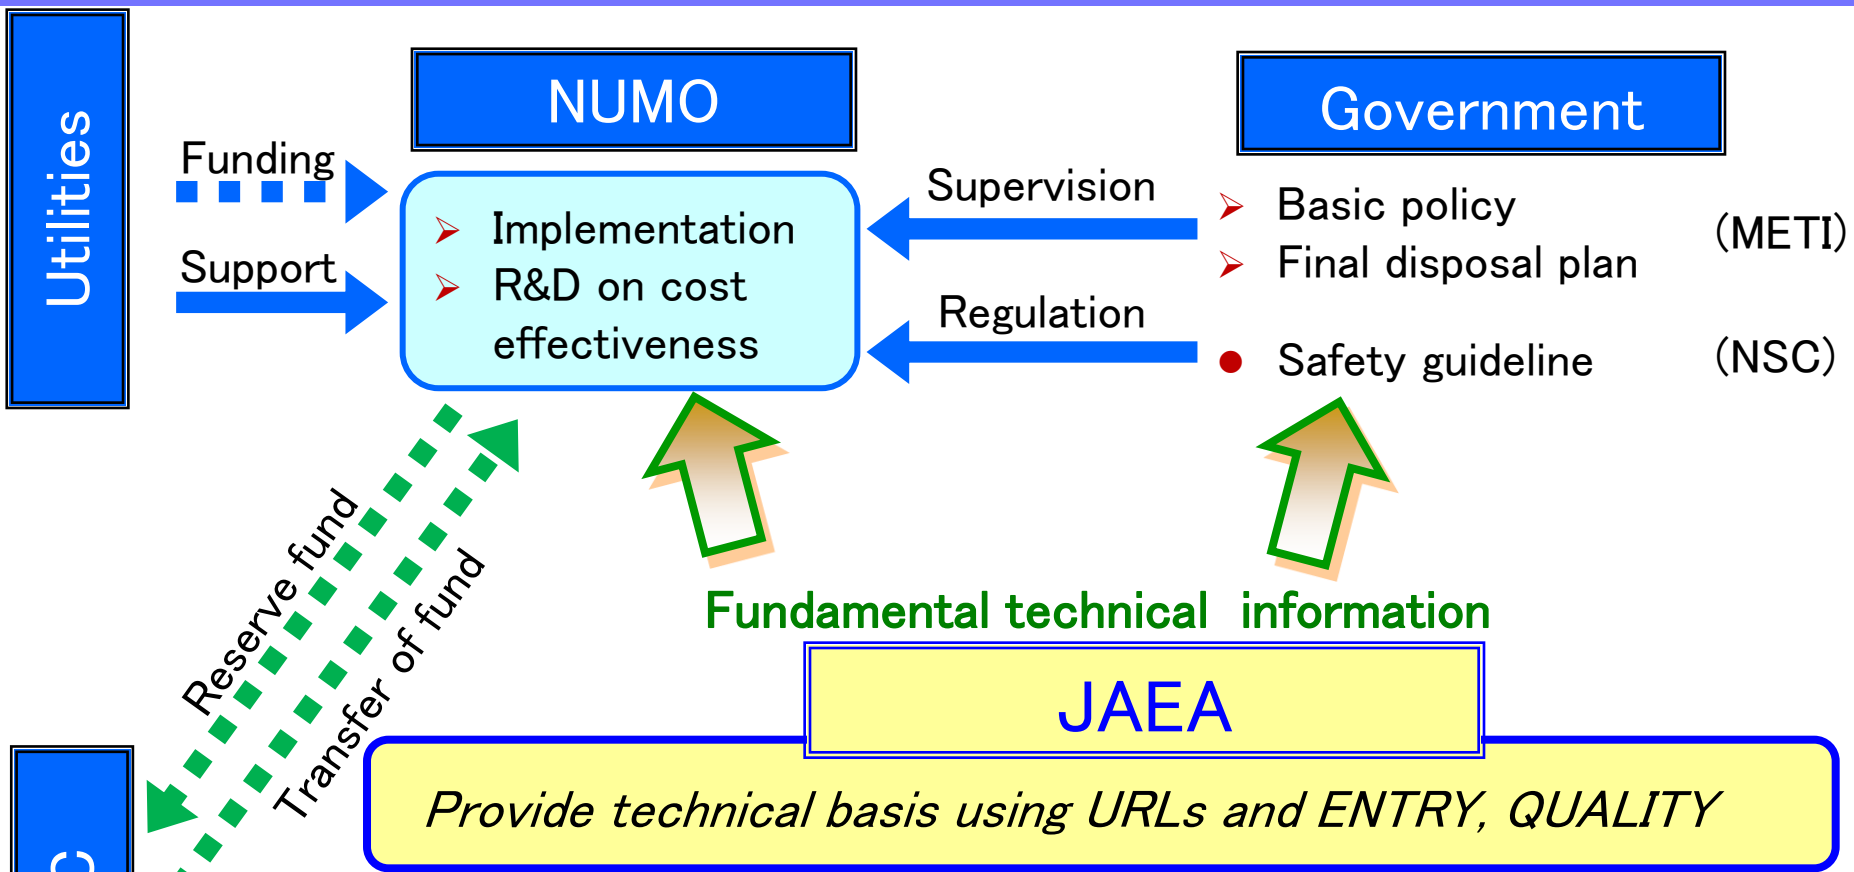 Utilities
NUMO
Government
Funding
Support
Implementation
R&D on cost
effectiveness
Supervision
Regulation
Basic policy
(METI)
Final disposal plan
Safety guideline
(NSC)
Reserve fund
Transfer of fund
Fundamental technical information
JAEA
Provide technical basis using URLs and ENTRY, QUALITY